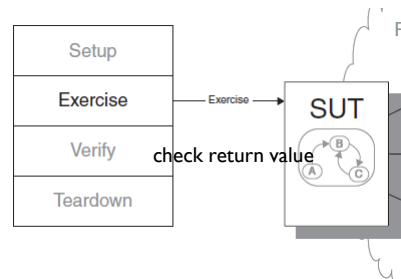 Setup
Exercise
Exercise
SUT
Verify
check return value
B
A
C
Teardown